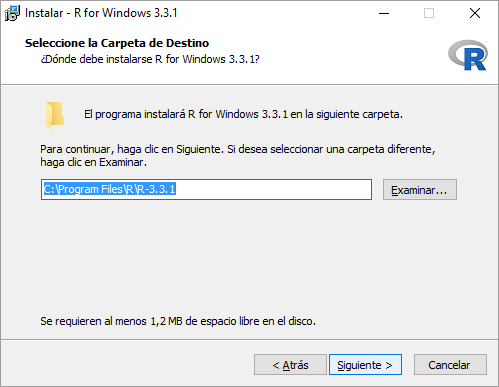 Instalar - R for Windows 3.3.1
Seleccione la Carpeta de Destino
¿Dónde debe instalarse R for Windows 3.3.1?
R
El programa instalará R for Windows 3.3.1 en la siguiente carpeta.
Para continuar, haga clic en Siguiente. Si desea seleccionar una carpeta diferente,
haga clic en Examinar.
C:\Program Files\R\R-3.3.1
Examinar...
Se requieren al menos 1,2 MB de espacio libre en el disco.
< Atrás
Siguiente >
Cancelar